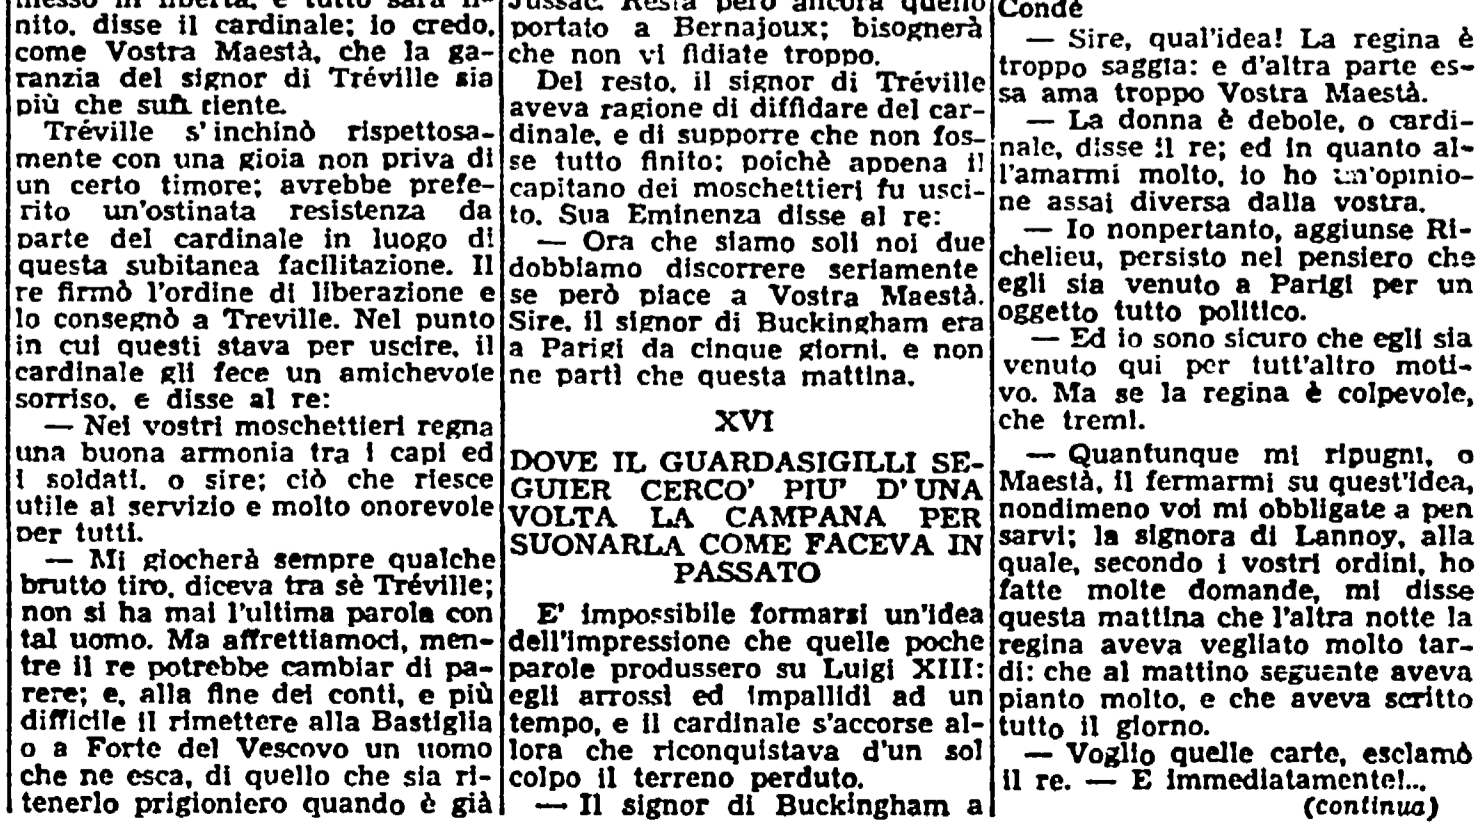 messo in libertà, e tutto sarà fi-
nito, disse il cardinale; io credo,
come Vostra Maestà, che la ga-
ranzia del signor di Tréville sia
più che suffi ciente.
Tréville s'inchinò rispettosa-
mente con una gioia non priva di
un certo timore; avrebbe prefe-
rito un'ostinata resistenza da
parte del cardinale in luogo di
questa subitanea facilitazione. Il
re firmò l'ordine di liberazione e
lo consegnò a Treville. Nel punto
in cui questi stava per uscire, il
cardinale gli fece un amichevole
sorriso, e disse al re:
— Nei vostri moschettieri regna
una buona armonia tra i capi ed
i soldati, o sire; ciò che riesce
utile al servizio e molto onorevole
per tutti.
— Mi giocherà sempre qualche
brutto tiro, diceva tra sè Tréville;
non si ha mai l'ultima parola con
tal uomo. Ma affrettiamoci, men-
tre il re potrebbe cambiar di pa-
rere; e, alla fine dei conti, e più
difficile il rimettere alla Bastiglia
o a Forte del Vescovo un uomo
che ne esca, di quello che sia ri-
tenerlo prigioniero quando è già
Jussac. Resta però ancora quello
portato a Bernajoux; bisognerà
che non vi fidiate troppo.
Del resto, il signor di Tréville
aveva ragione di diffidare del car-
dinale, e di supporre che non fos-
se tutto finito; poichè appena il
capitano dei moschettieri fu usci-
to, Sua Eminenza disse al re:
— Ora che siamo soli noi due
dobbiamo discorrere seriamente
se però piace a Vostra Maestà.
Sire, il signor di Buckingham era
a Parigi da cinque giorni, e non
ne partì che questa mattina.
XVI
DOVE IL GUARDASIGILLI SE-
GUIER CERCO' PIU' D'UNA
VOLTA LA CAMPANA PER
SUONARLA COME FACEVA IN
PASSATO
E' impossibile formarsi un'idea
dell'impressione che quelle poche
parole produssero su Luigi XIII:
egli arrossì ed impallidì ad un
tempo, e il cardinale s'accorse al-
lora che riconquistava d'un sol
colpo il terreno perduto.
— Il signor di Buckingham a
Condè
— Sire, qual'idea! La regina è
troppo saggia: e d'altra parte es-
sa ama troppo Vostra Maestà.
— La donna è debole, o cardi-
nale, disse il re; ed in quanto al-
l'amarmi molto, io ho un'opinio-
ne assai diversa dalla vostra.
— Io nonpertanto, aggiunse Ri-
chelieu, persisto nel pensiero che
egli sia venuto a Parigi per un
oggetto tutto politico.
— Ed io sono sicuro che egli sia
venuto qui per tutt'altro moti-
vo. Ma se la regina è colpevole,
che tremi.
— Quantunque mi ripugni, o
Maestà, il fermarmi su quest'idea,
nondimeno voi mi obbligate a pen
sarvi; la signora di Lannoy, alla
quale, secondo i vostri ordini, ho
fatte molte domande, mi disse
questa mattina che l'altra notte la
regina aveva vegliato molto tar-
di: che al mattino seguente aveva
pianto molto, e che aveva scritto
tutto il giorno.
— Voglio quelle carte, esclamò
il re. — E immediatamente!...
(continua)